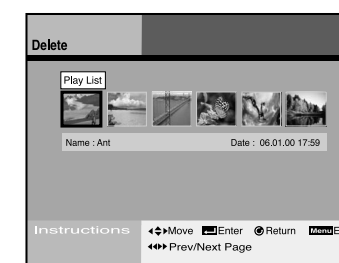 Delete
Play List
Name : Ant Date : 06.01.00 17:59
Instructions
Move Enter Return Menu E
Prev/Next Page